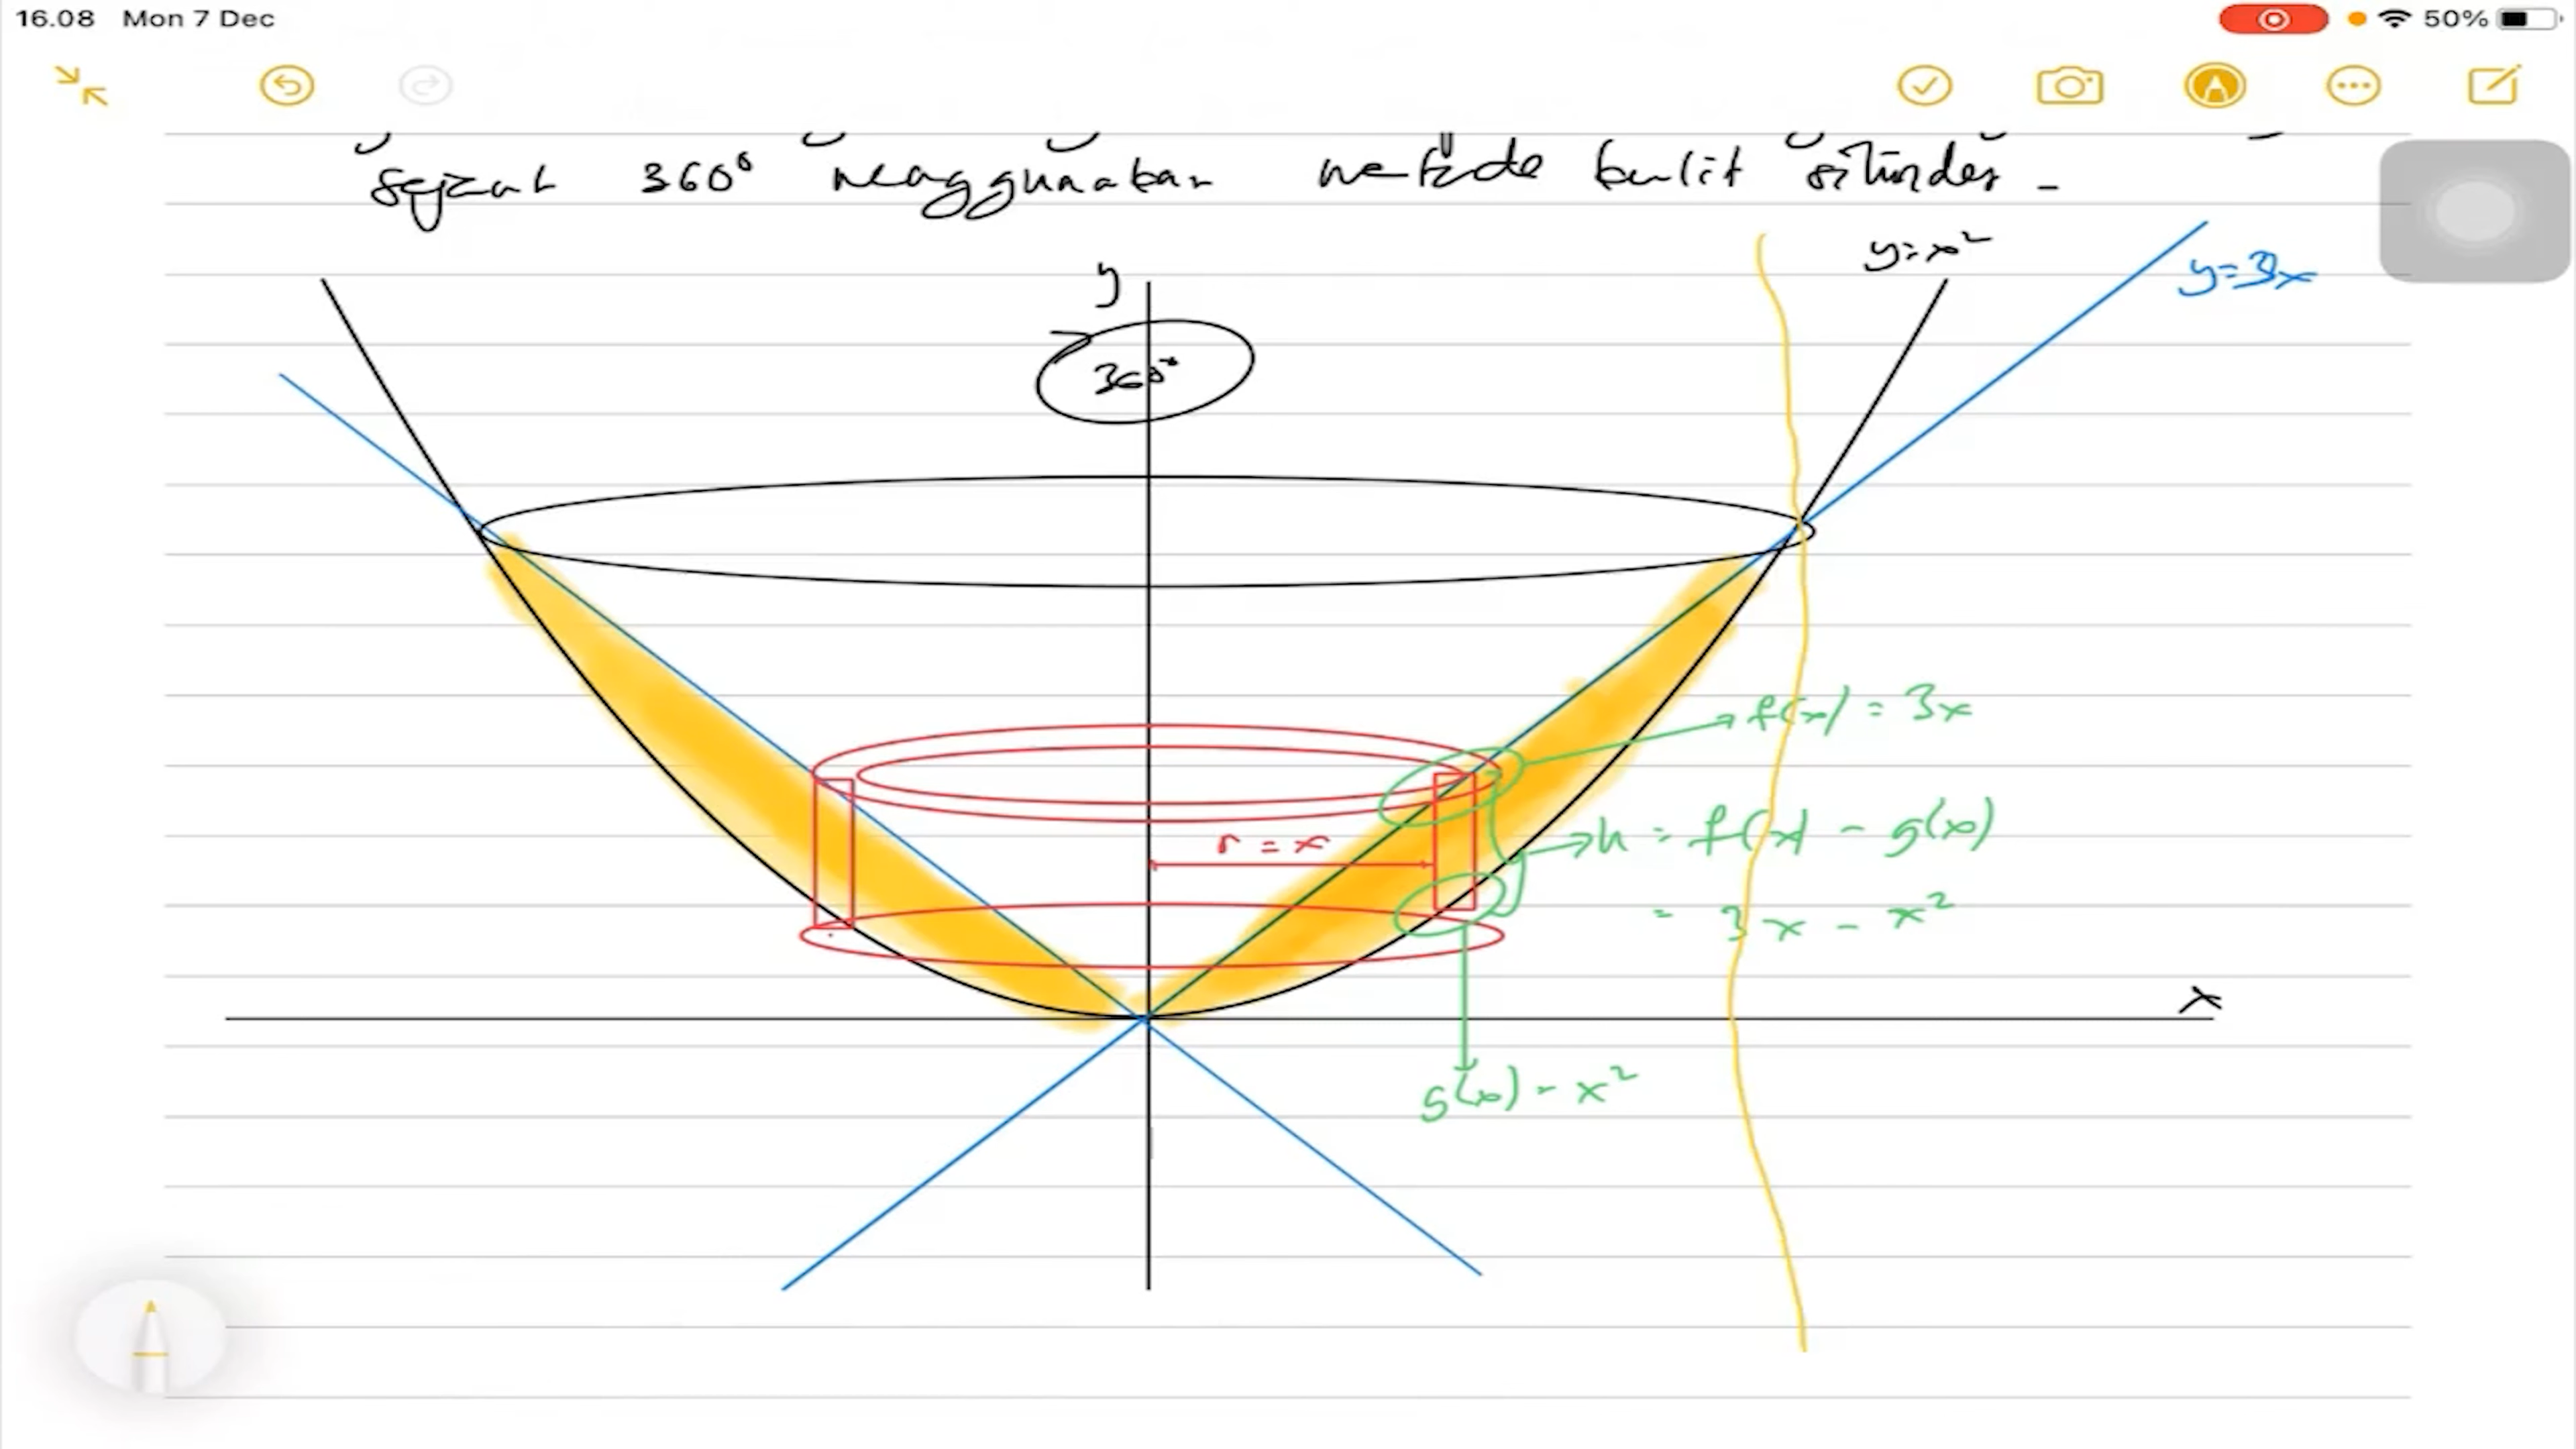 16.08 Mon 7 Dec
50%
sejauh 360° menggunakan metode kulit silinder.
y
y=x²
y=3x
360°
f(x) = 3x
r = x
h = f(x) - g(x)
= 3x - x²
x
g(x) = x²